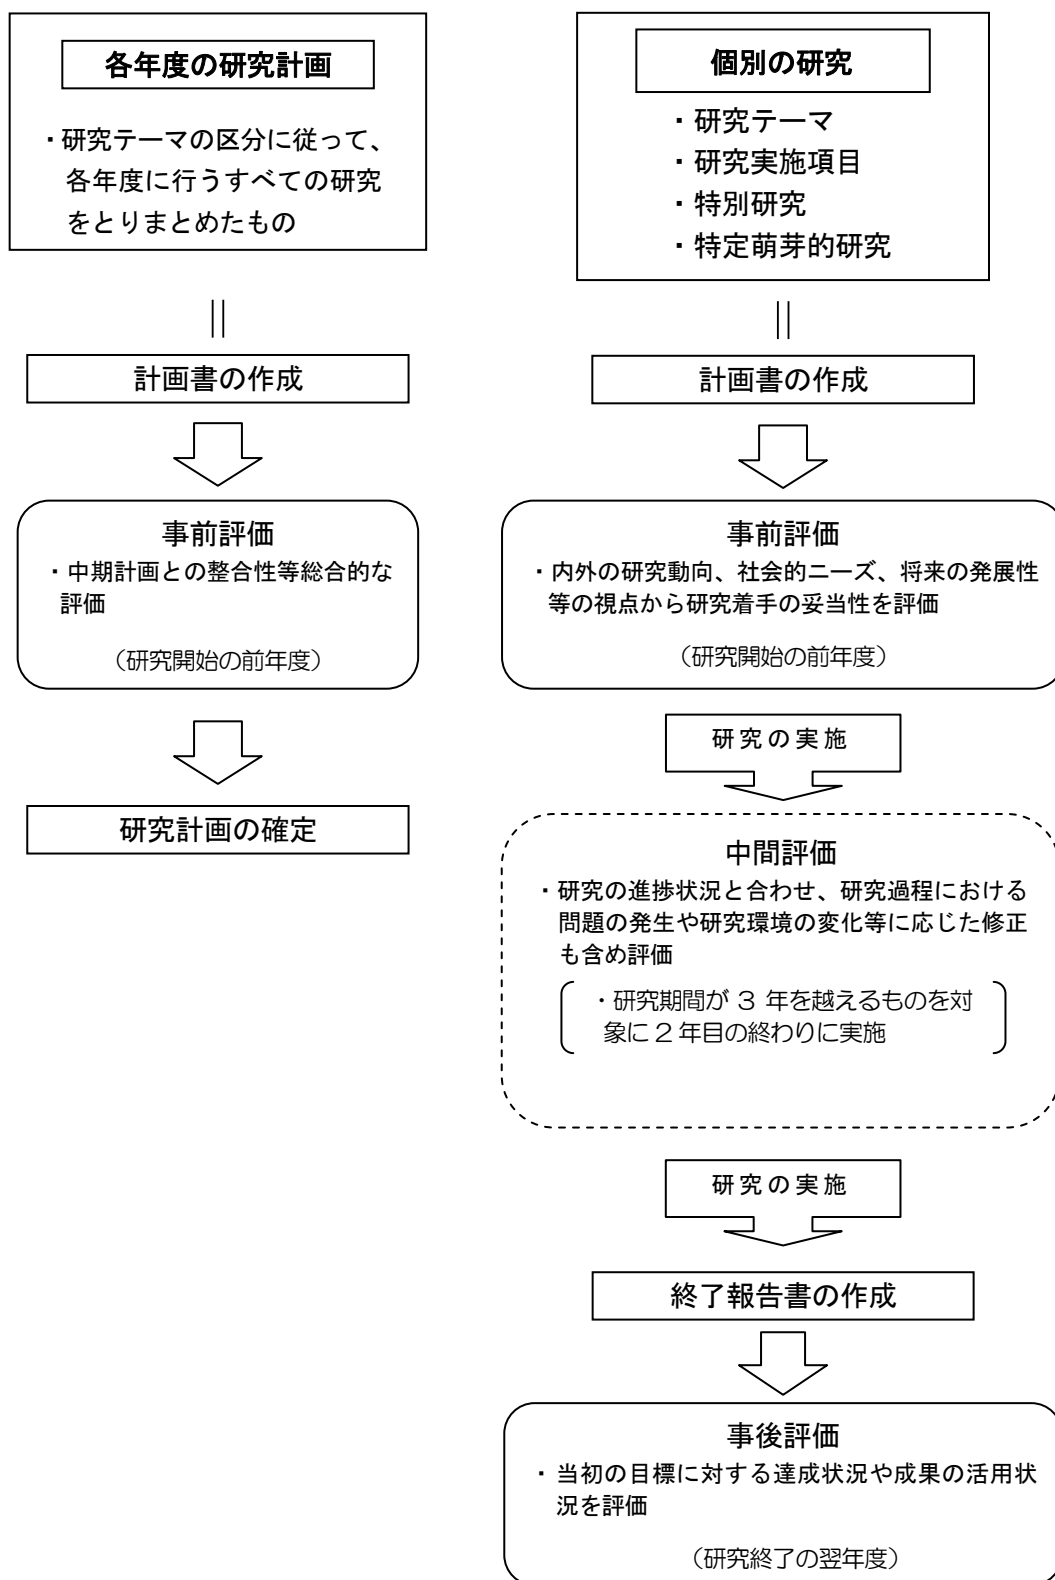 各年度の研究計画
・研究テーマの区分に従って、
各年度に行うすべての研究
をとりまとめたもの
計画書の作成
事前評価
・中期計画との整合性等総合的な
評価
（研究開始の前年度）
研究計画の確定
個別の研究
・研究テーマ
・研究実施項目
・特別研究
・特定萌芽的研究
計画書の作成
事前評価
・内外の研究動向、社会的ニーズ、将来の発展性
等の視点から研究着手の妥当性を評価
（研究開始の前年度）
研究の実施
中間評価
・研究の進捗状況と合わせ、研究過程における
問題の発生や研究環境の変化等に応じた修正
も含め評価
・研究期間が３年を越えるものを対
象に２年目の終わりに実施
研究の実施
終了報告書の作成
事後評価
・当初の目標に対する達成状況や成果の活用状
況を評価
（研究終了の翌年度）